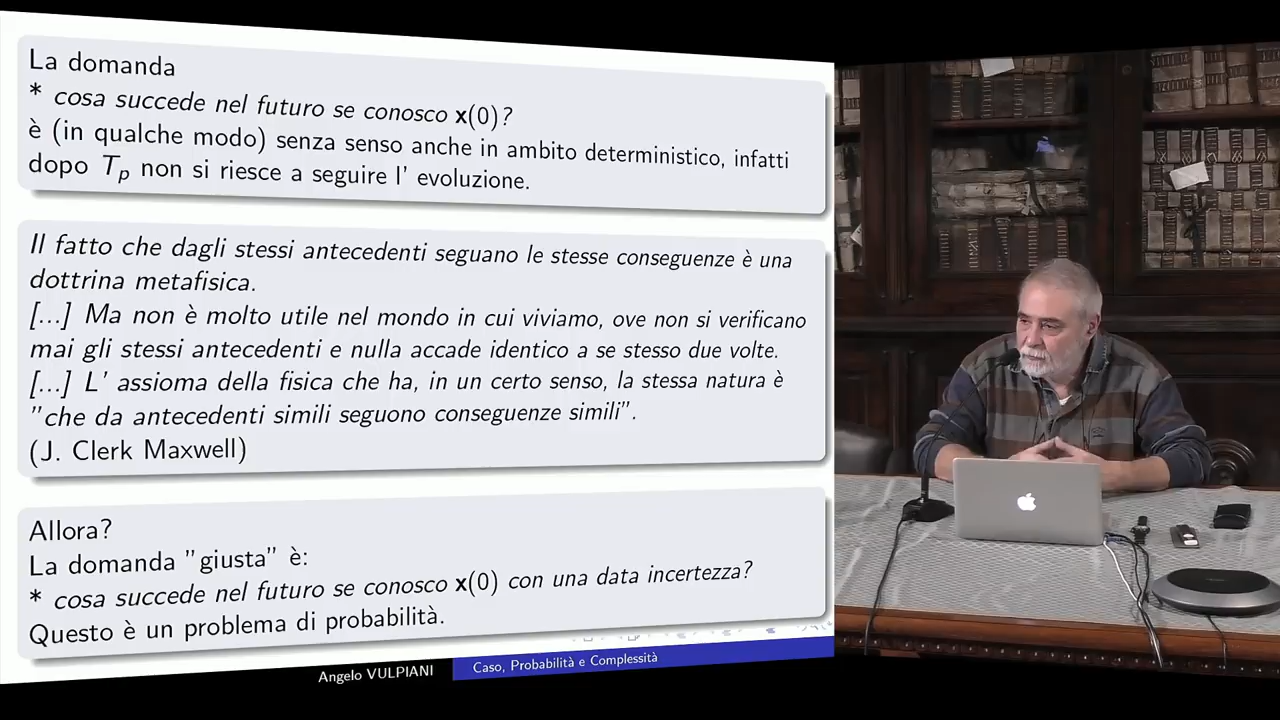 La domanda
* cosa succede nel futuro se conosco x(0)?
è (in qualche modo) senza senso anche in ambito deterministico, infatti
dopo Tp non si riesce a seguire l' evoluzione.
Il fatto che dagli stessi antecedenti seguano le stesse conseguenze è una
dottrina metafisica.
[...] Ma non è molto utile nel mondo in cui viviamo, ove non si verificano
mai gli stessi antecedenti e nulla accade identico a se stesso due volte.
[...] L' assioma della fisica che ha, in un certo senso, la stessa natura è
"che da antecedenti simili seguono conseguenze simili".
(J. Clerk Maxwell)
Allora?
La domanda "giusta" è:
* cosa succede nel futuro se conosco x(0) con una data incertezza?
Questo è un problema di probabilità.
Angelo VULPIANI
Caso, Probabilità e Complessità